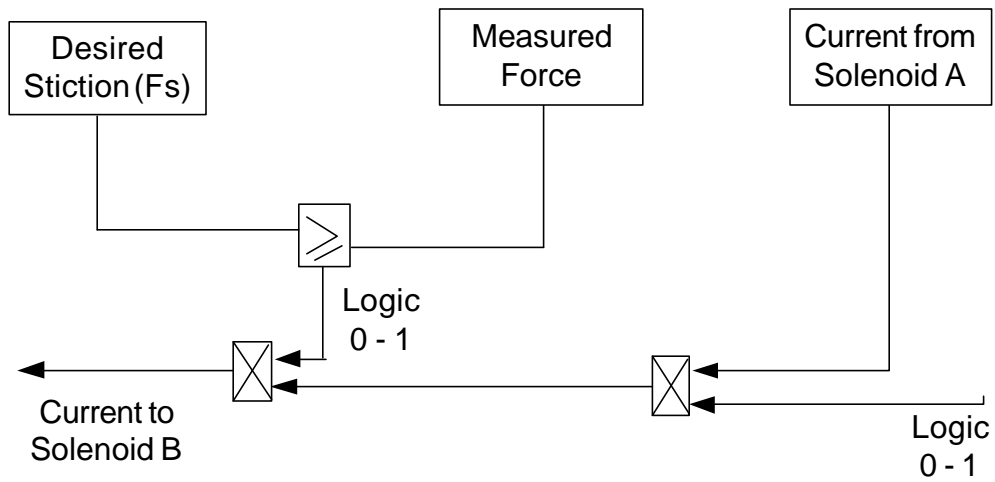 Desired
Stiction (Fs)
Measured
Force
Current from
Solenoid A
≥
Logic
0 - 1
Current to
Solenoid B
Logic
0 - 1